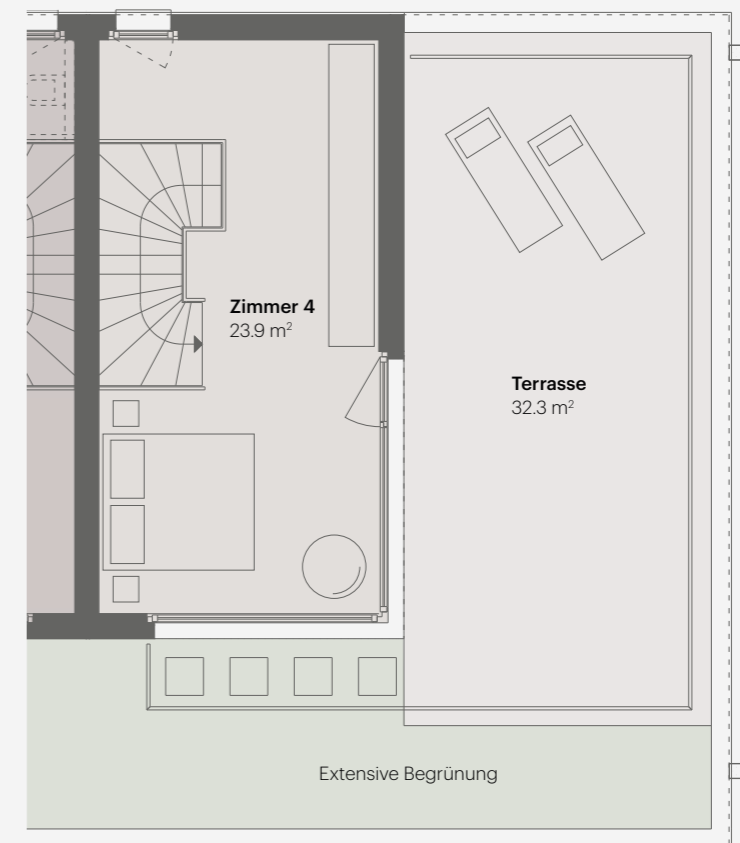 Zimmer 4
23.9 m²
Terrasse
32.3 m²
Extensive Begrünung